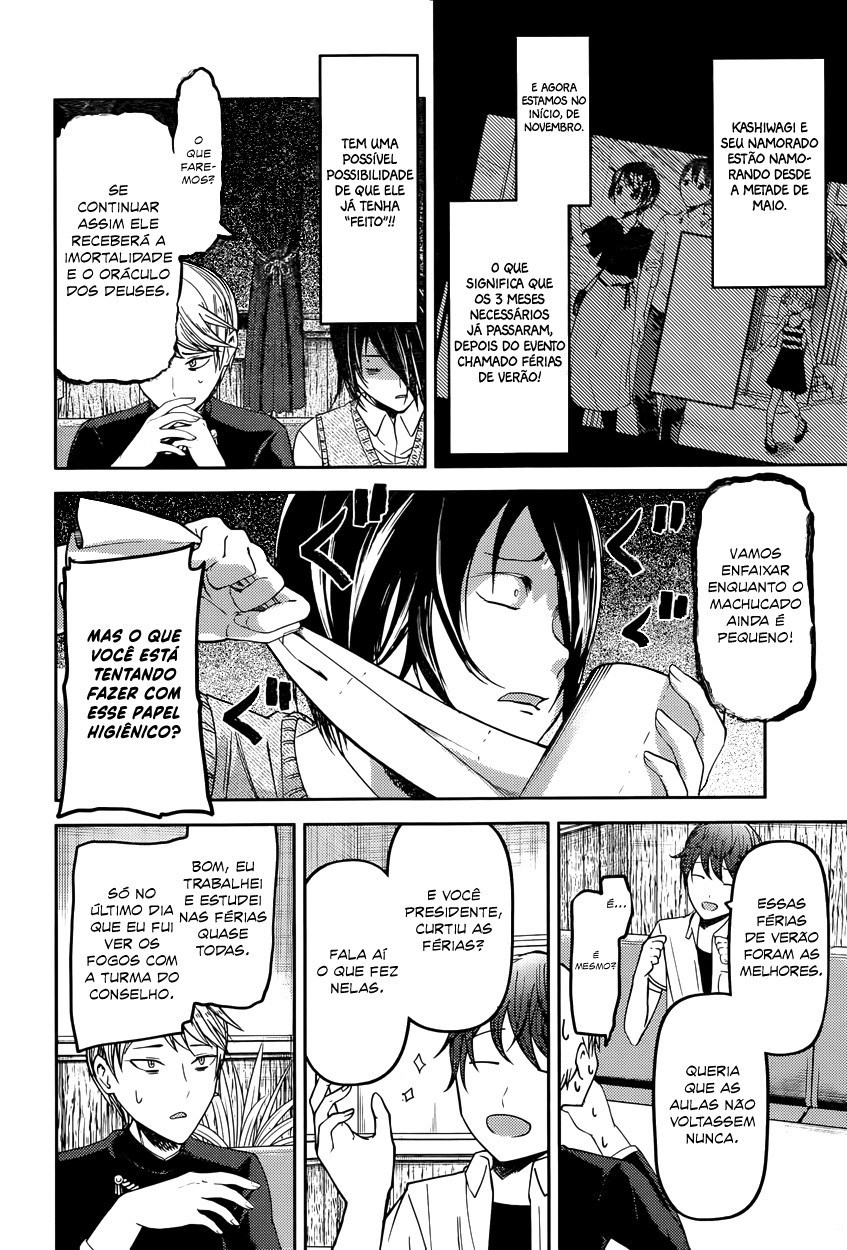 KASHIWAGI E
SEU NAMORADO
ESTÃO NAMO-
RANDO DESDE
A METADE DE
MAIO.
E AGORA
ESTAMOS NO
INÍCIO, DE
NOVEMBRO.
O QUE
SIGNIFICA QUE
OS 3 MESES
NECESSÁRIOS
JÁ PASSARAM,
DEPOIS DO EVENTO
CHAMADO FÉRIAS
DE VERÃO!
TEM UMA
POSSÍVEL
POSSIBILIDADE
DE QUE ELE
JÁ TENHA
“FEITO”!!
O
QUE
FARE-
MOS?
SE
CONTINUAR
ASSIM ELE
RECEBERÁ A
IMORTALIDADE
E O ORÁCULO
DOS DEUSES.
VAMOS
ENFAIXAR
ENQUANTO O
MACHUCADO
AINDA É
PEQUENO!
ぐ
ぐ
ぐ
ぐ
MAS O QUE
VOCÊ ESTÁ
TENTANDO
FAZER COM
ESSE PAPEL
HIGIÊNICO?
ESSAS
FÉRIAS
DE VERÃO
FORAM AS
MELHORES.
QUERIA
QUE AS
AULAS NÃO
VOLTASSEM
NUNCA.
É...
É
MESMO?
E VOCÊ
PRESIDENTE,
CURTIU AS
FÉRIAS?
FALA AÍ
O QUE FEZ
NELAS.
BOM, EU
TRABALHEI
E ESTUDEI
NAS FÉRIAS
QUASE
TODAS.
SÓ NO
ÚLTIMO DIA
QUE EU FUI
VER OS
FOGOS COM
A TURMA DO
CONSELHO.